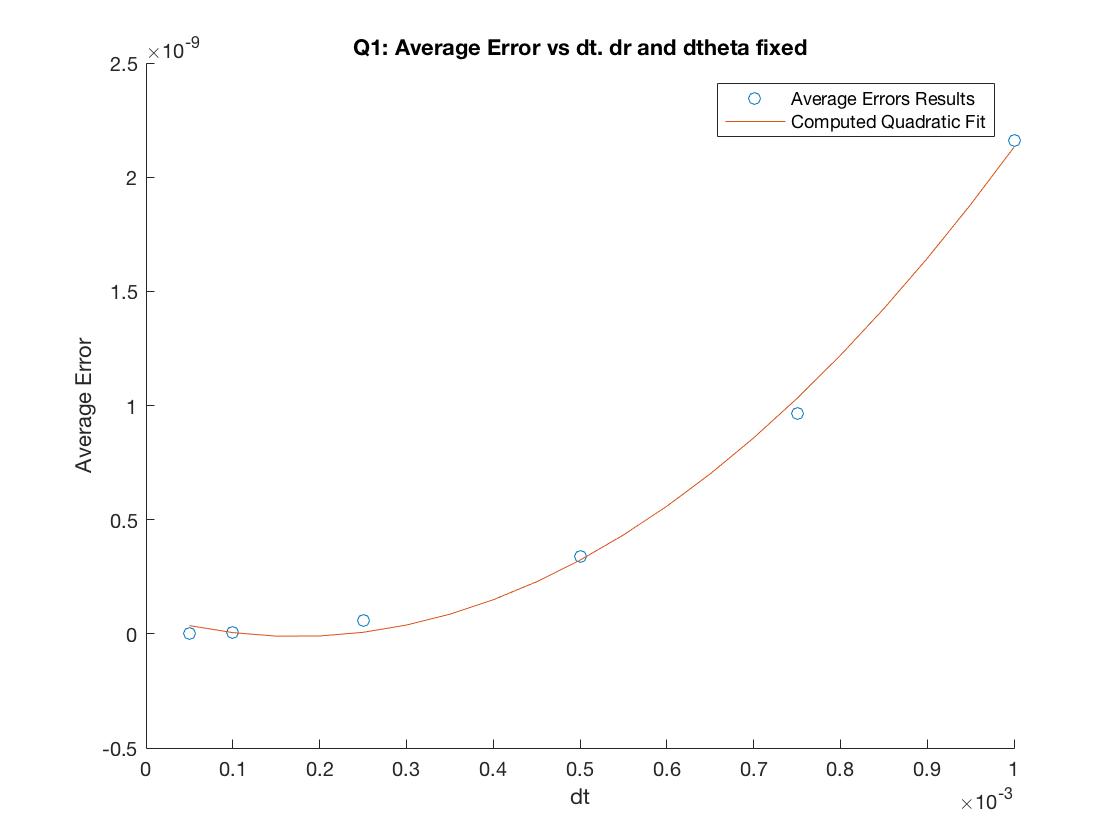 Q1: Average Error vs dt. dr and dtheta fixed
×10^-9
2.5
2
1.5
1
0.5
0
-0.5
Average Error
Average Errors Results
Computed Quadratic Fit
0 0.1 0.2 0.3 0.4 0.5 0.6 0.7 0.8 0.9 1
dt
×10^-3